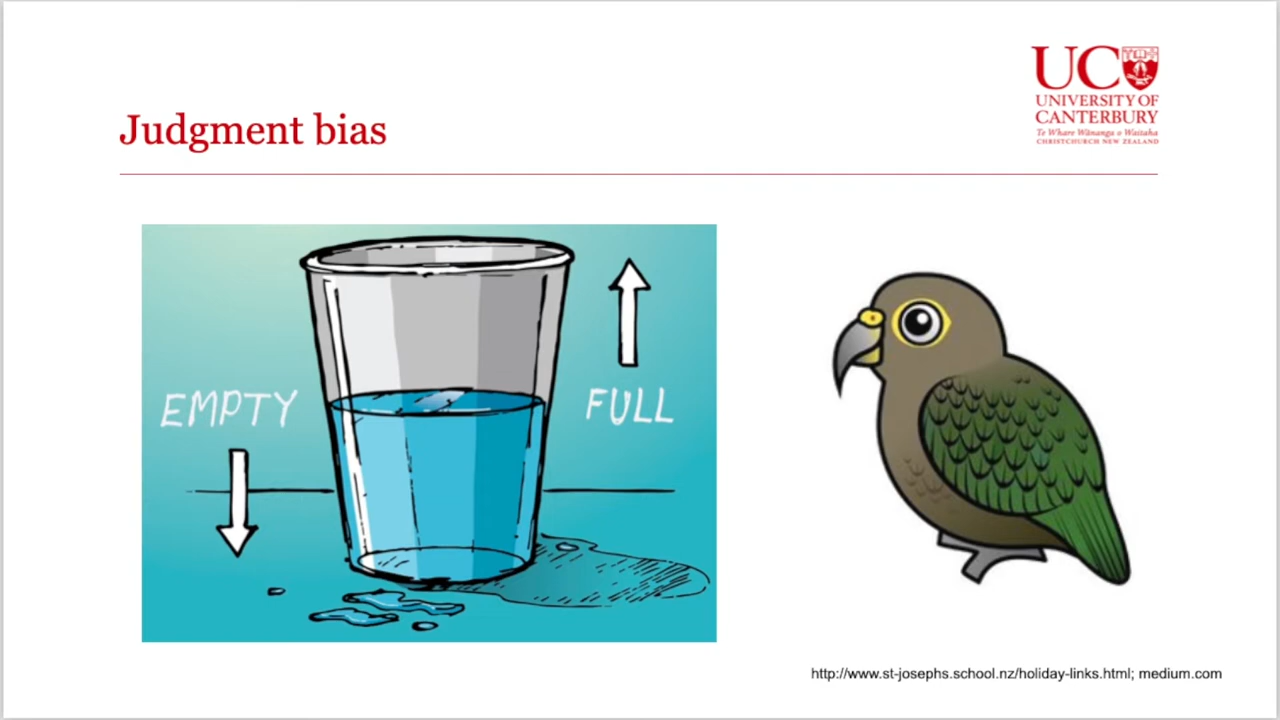 UC
UNIVERSITY OF
CANTERBURY
Te Whare Wānanga o Waitaha
CHRISTCHURCH NEW ZEALAND
Judgment bias
EMPTY
FULL
http://www.st-josephs.school.nz/holiday-links.html; medium.com